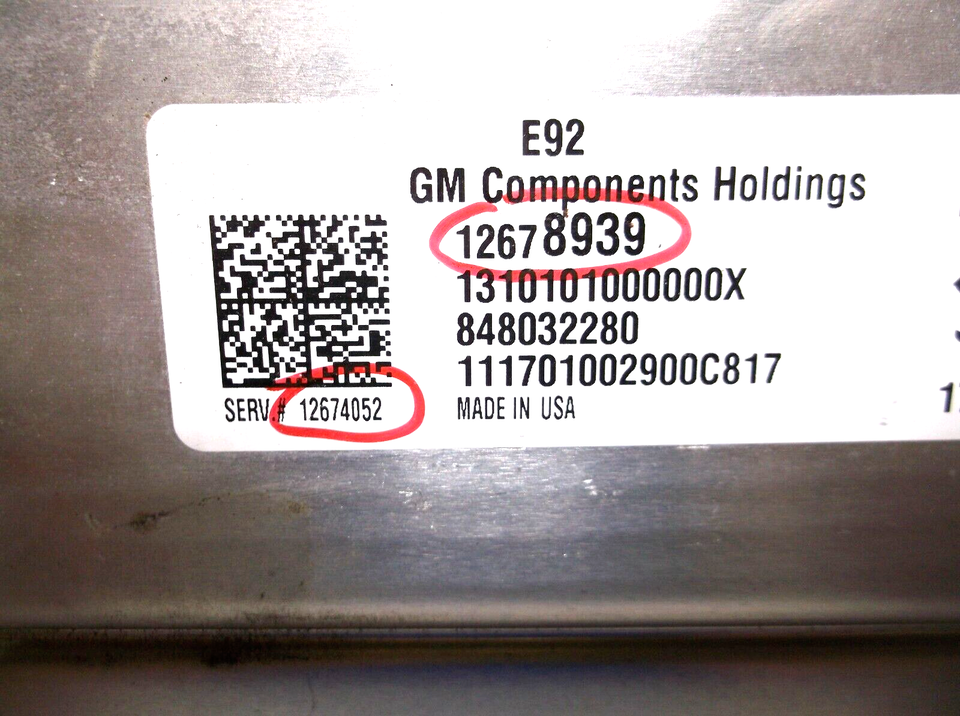 E92
GM Components Holdings
12678939
1310101000000X
848032280
111701002900C817
SERV.# 12674052
MADE IN USA